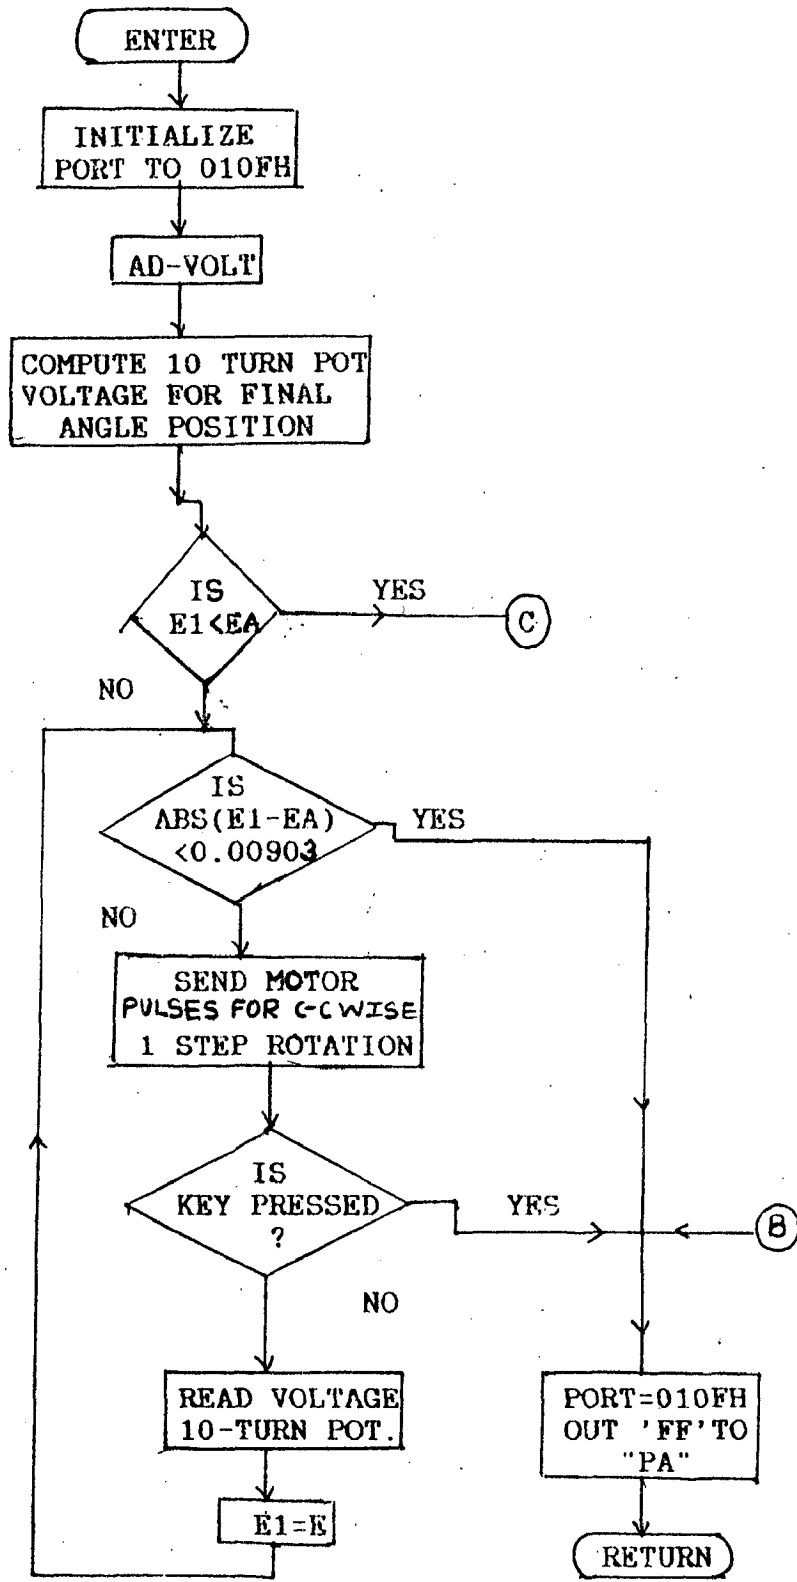 ENTER
INITIALIZE
PORT TO 010FH
AD-VOLT
COMPUTE 10 TURN POT
VOLTAGE FOR FINAL
ANGLE POSITION
IS
E1<EA
YES
C
NO
IS
ABS(E1-EA)
<0.00903
YES
NO
SEND MOTOR
PULSES FOR C-CWISE
1 STEP ROTATION
IS
KEY PRESSED
?
YES
B
NO
READ VOLTAGE
10-TURN POT.
E1=E
PORT=010FH
OUT 'FF' TO
"PA"
RETURN